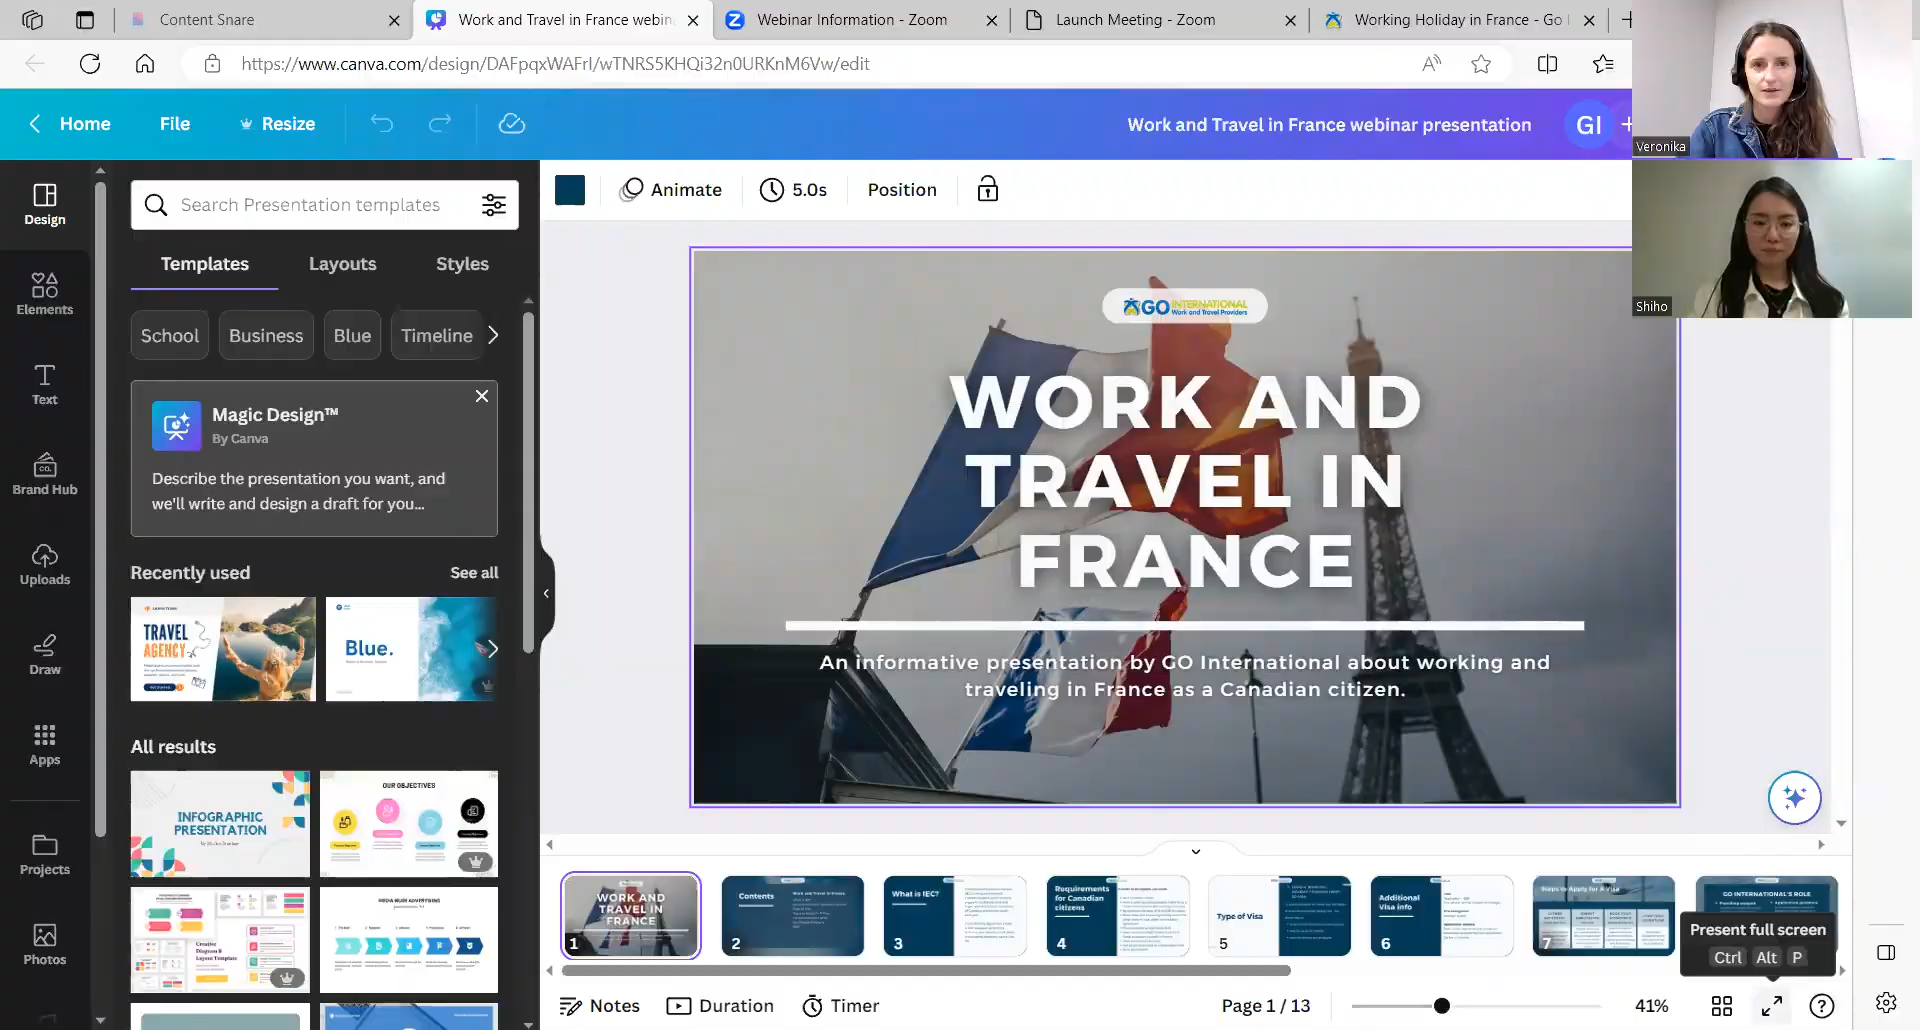 Content Snare
Work and Travel in France webin
Webinar Information - Zoom
Launch Meeting - Zoom
Working Holiday in France - Go
https://www.canva.com/design/DAFpqxWAFrI/wTNRS5KHQi32n0URKnM6Vw/edit
Home
File
Resize
Work and Travel in France webinar presentation
GI
Veronika
Shiho
Design
Elements
Text
Brand Hub
Uploads
Draw
Apps
Projects
Photos
Search Presentation templates
Templates
Layouts
Styles
School
Business
Blue
Timeline
Magic Design™
By Canva
Describe the presentation you want, and
we'll write and design a draft for you...
Recently used
See all
TRAVEL
AGENCY
Blue.
All results
INFOGRAPHIC
PRESENTATION
OUR OBJECTIVES
Animate
5.0s
Position
GO INTERNATIONAL
Work and Travel Providers
WORK AND
TRAVEL IN
FRANCE
An informative presentation by GO International about working and
traveling in France as a Canadian citizen.
WORK AND
TRAVEL IN
FRANCE
1
Contents
2
What is IEC?
3
Requirements
for Canadian
citizens
4
Type of Visa
5
Additional
Visa info
6
Steps to Apply for A Visa
7
GO INTERNATIONAL'S ROLE
Present full screen
Ctrl Alt P
Notes
Duration
Timer
Page 1 / 13
41%